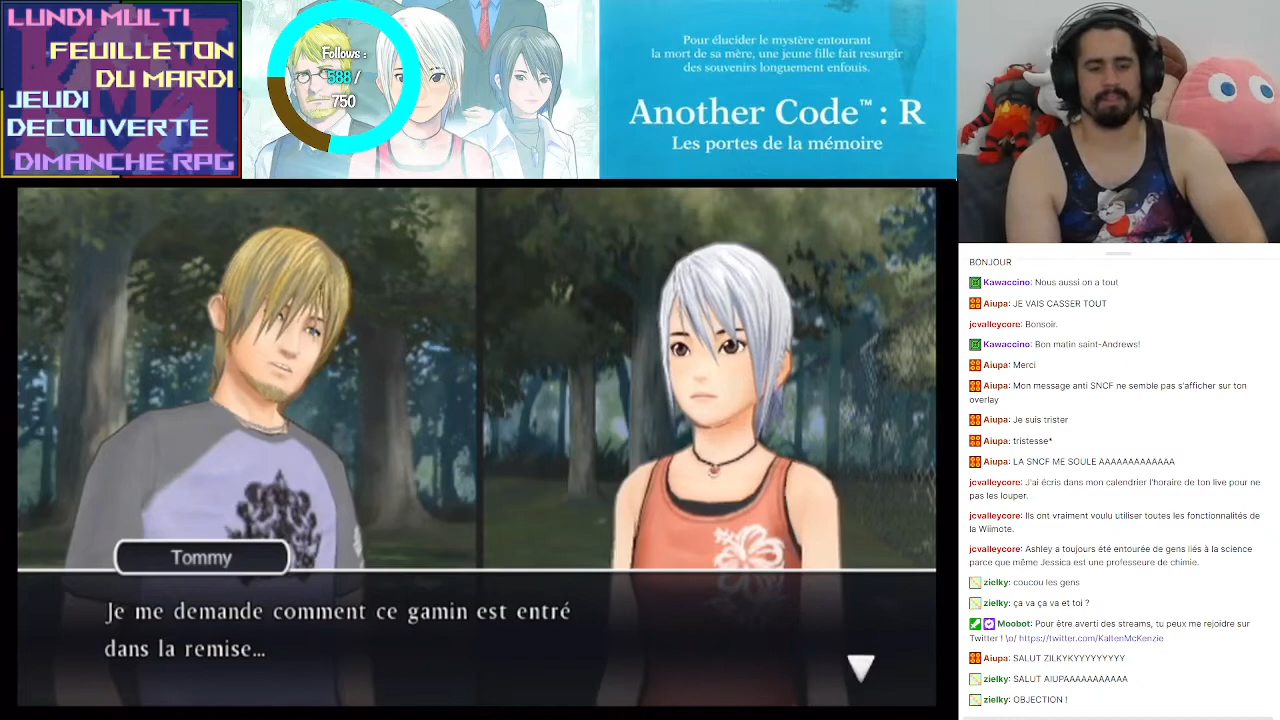 LUNDI MULTI
FEUILLETON
DU MARDI
JEUDI
DECOUVERTE
DIMANCHE RPG
Follows :
588 /
750
Pour élucider le mystère entourant
la mort de sa mère, une jeune fille fait resurgir
des souvenirs longuement enfouis.
Another Code™ : R
Les portes de la mémoire
BONJOUR
Kawaccino: Nous aussi on a tout
Aiupa: JE VAIS CASSER TOUT
jcvalleycore: Bonsoir.
Kawaccino: Bon matin saint-Andrews!
Aiupa: Merci
Aiupa: Mon message anti SNCF ne semble pas s'afficher sur ton
overlay
Aiupa: Je suis trister
Aiupa: tristesse*
Aiupa: LA SNCF ME SOULE AAAAAAAAAAAAA
jcvalleycore: J'ai écris dans mon calendrier l'horaire de ton live pour ne
pas les louper.
jcvalleycore: Ils ont vraiment voulu utiliser toutes les fonctionnalités de
la Wiimote.
jcvalleycore: Ashley a toujours été entourée de gens liés à la science
parce que même Jessica est une professeure de chimie.
zielky: coucou les gens
zielky: ça va ça va et toi ?
Moobot: Pour être averti des streams, tu peux me rejoindre sur
Twitter ! \o/ https://twitter.com/KaltenMcKenzie
Aiupa: SALUT ZILKYKYYYYYYYYY
zielky: SALUT AIUPAAAAAAAAAAA
zielky: OBJECTION !
Tommy
Je me demande comment ce gamin est entré
dans la remise...